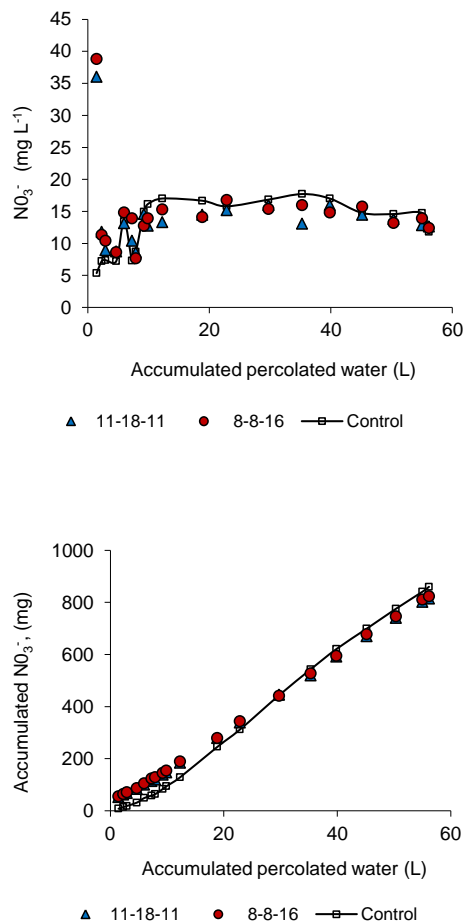 45
40
35
30
25
20
15
10
5
0
N0₃⁻ (mg L-¹)
0 20 40 60
Accumulated percolated water (L)
11-18-11 8-8-16 Control
1000
800
600
400
200
0
Accumulated N0₃⁻, (mg)
0 20 40 60
Accumulated percolated water (L)
11-18-11 8-8-16 Control